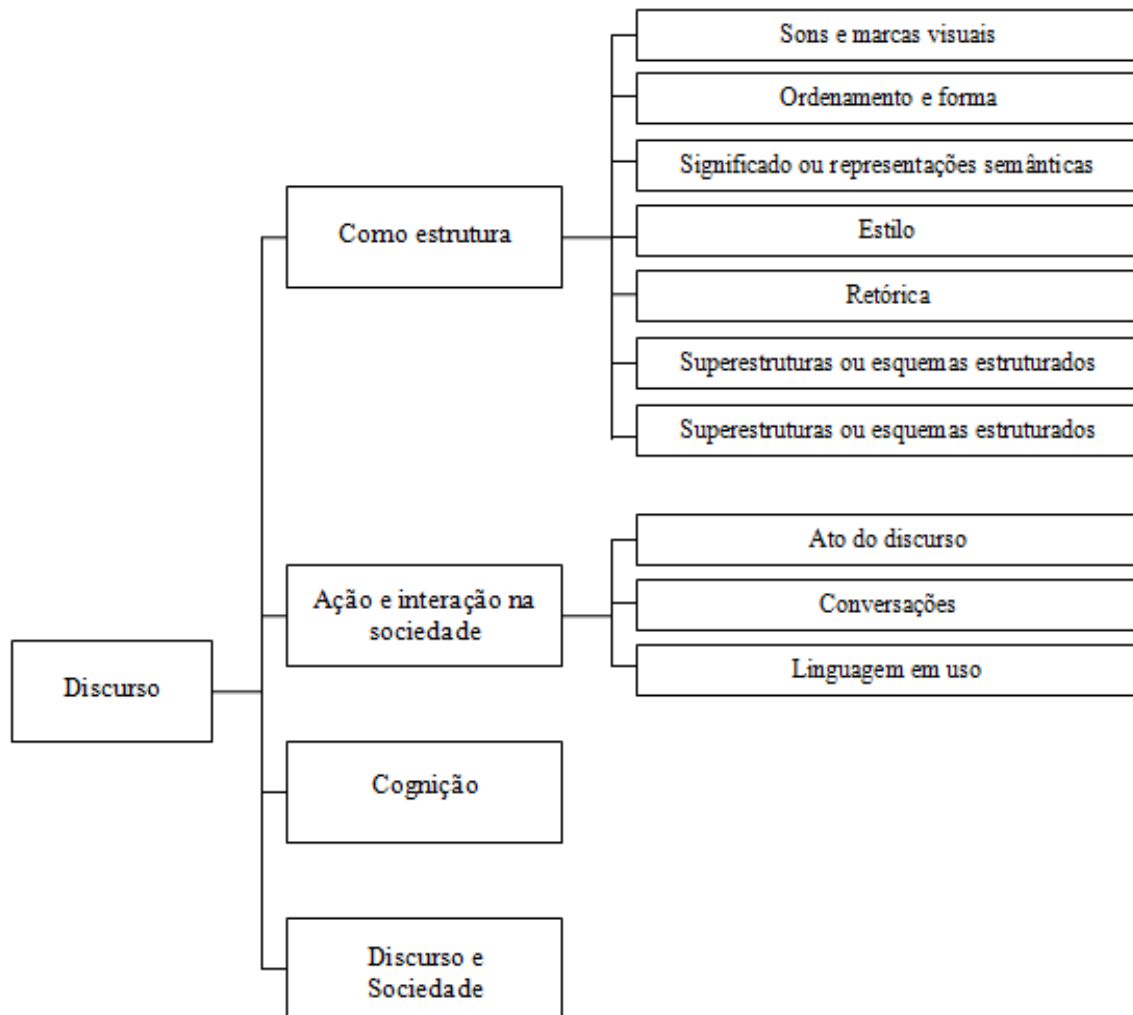 Sons e marcas visuais
Ordenamento e forma
Significado ou representações semânticas
Como estrutura
Estilo
Retórica
Superestruturas ou esquemas estruturados
Superestruturas ou esquemas estruturados
Ato do discurso
Ação e interação na
sociedade
Conversações
Linguagem em uso
Discurso
Cognição
Discurso e
Sociedade